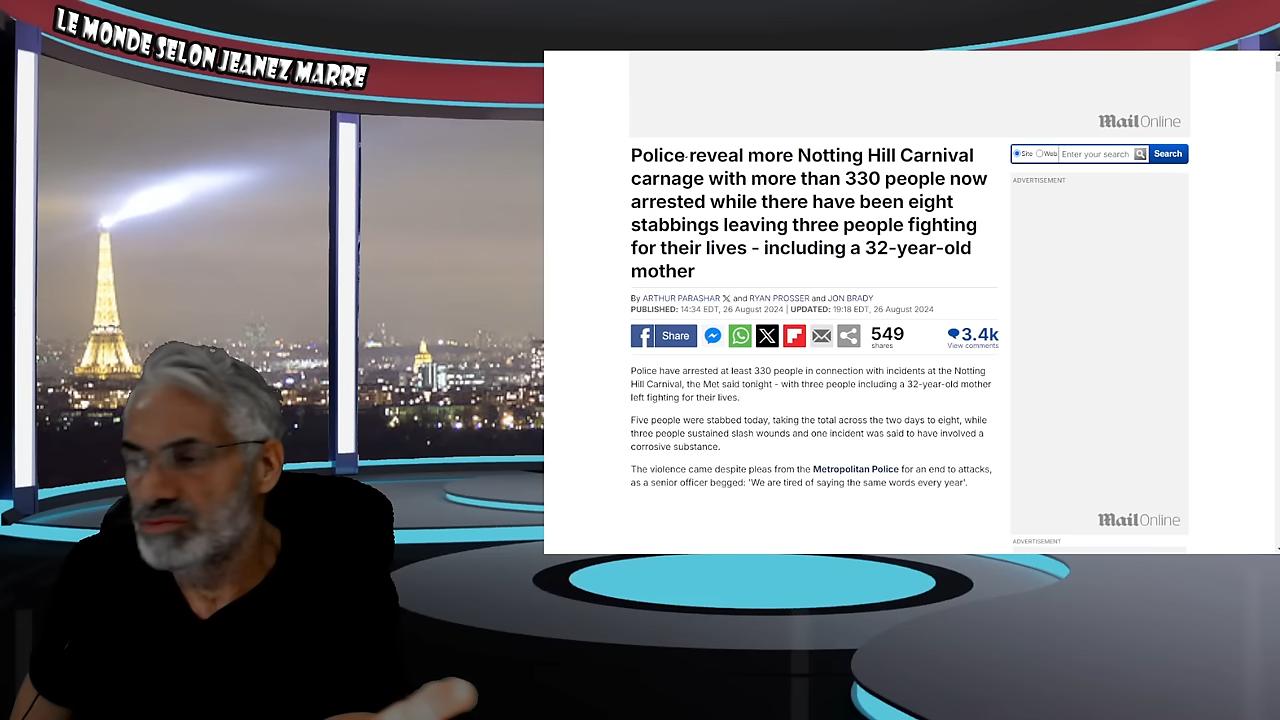 LE MONDE SELON JEANEZ MARRE
Mail Online
Police reveal more Notting Hill Carnival
carnage with more than 330 people now
arrested while there have been eight
stabbings leaving three people fighting
for their lives - including a 32-year-old
mother
Site Web Enter your search Search
ADVERTISEMENT
By ARTHUR PARASHAR X and RYAN PROSSER and JON BRADY
PUBLISHED: 14:34 EDT, 26 August 2024 | UPDATED: 19:18 EDT, 26 August 2024
f Share X 549 3.4k
shares View comments
Police have arrested at least 330 people in connection with incidents at the Notting
Hill Carnival, the Met said tonight - with three people including a 32-year-old mother
left fighting for their lives.
Five people were stabbed today, taking the total across the two days to eight, while
three people sustained slash wounds and one incident was said to have involved a
corrosive substance.
The violence came despite pleas from the Metropolitan Police for an end to attacks,
as a senior officer begged: 'We are tired of saying the same words every year'.
Mail Online
ADVERTISEMENT